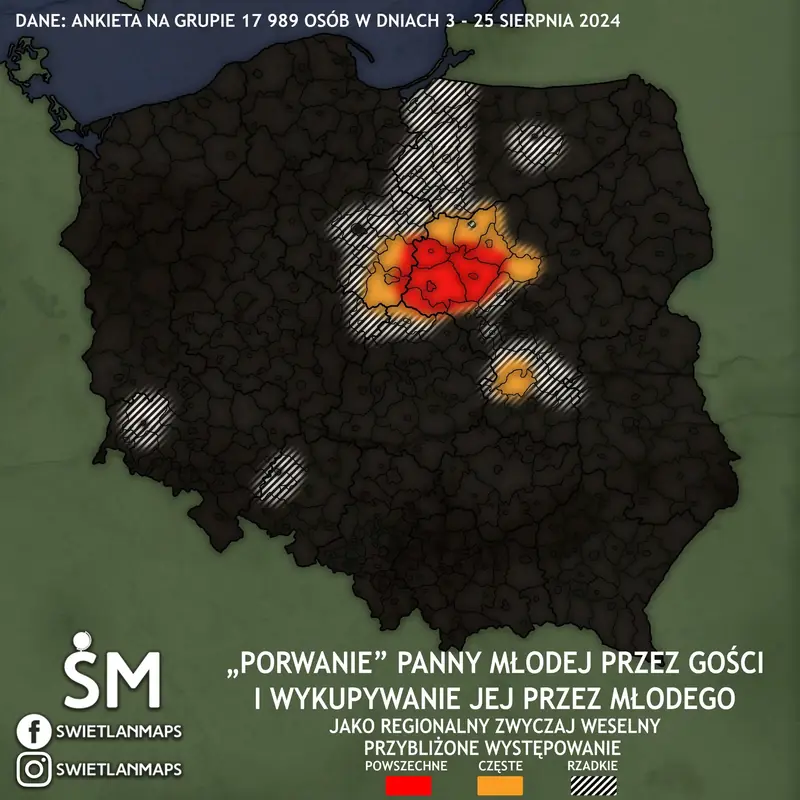 DANE: ANKIETA NA GRUPIE 17 989 OSÓB W DNIACH 3 - 25 SIERPNIA 2024
ŚM
SWIETLANMAPS
SWIETLANMAPS
„PORWANIE” PANNY MŁODEJ PRZEZ GOŚCI
I WYKUPYWANIE JEJ PRZEZ MŁODEGO
JAKO REGIONALNY ZWYCZAJ WESELNY
PRZYBLIŻONE WYSTĘPOWANIE
POWSZECHNE CZĘSTE RZADKIE